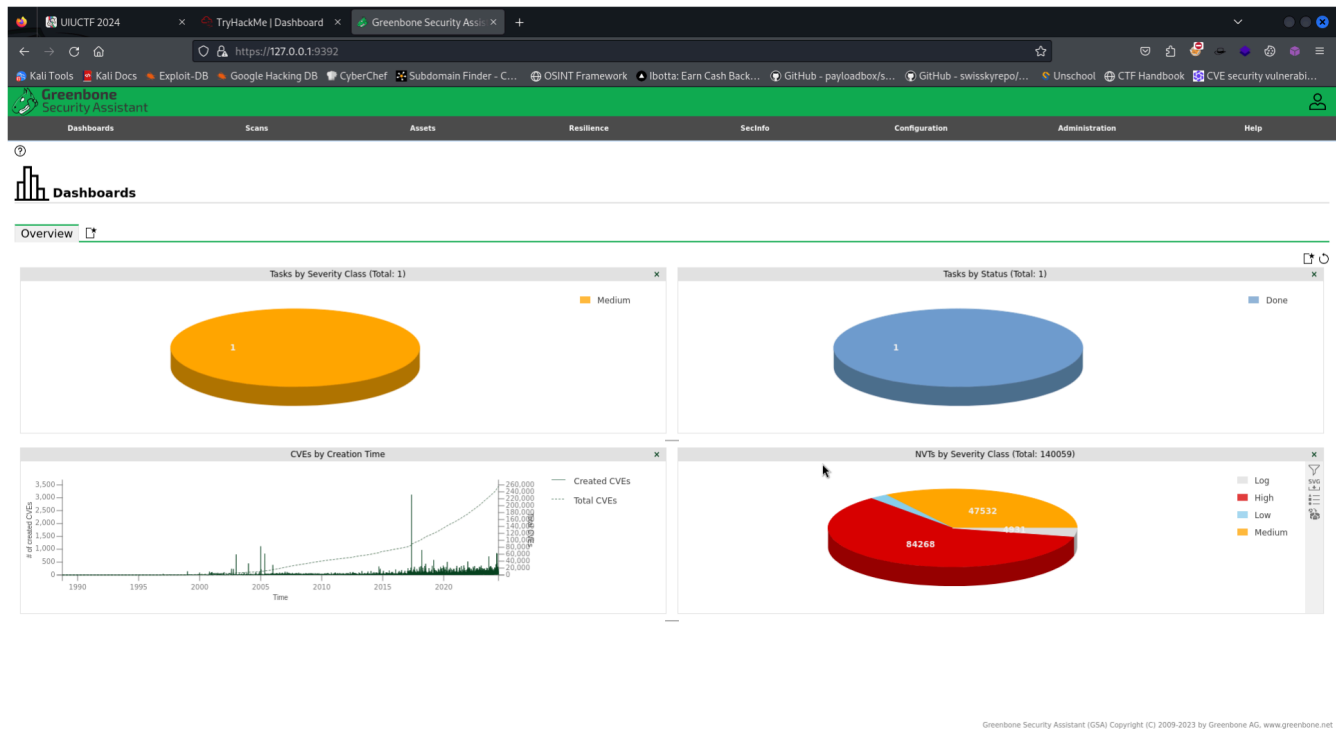 UIUCTF 2024 × TryHackMe | Dashboard × Greenbone Security Assis × +
https://127.0.0.1:9392
Kali Tools Kali Docs Exploit-DB Google Hacking DB CyberChef Subdomain Finder - C... OSINT Framework Ibotta: Earn Cash Back... GitHub - payloadbox/s... GitHub - swisskyrepo/... Unschool CTF Handbook CVE security vulnerabi...
Greenbone
Security Assistant
Dashboards Scans Assets Resilience SecInfo Configuration Administration Help
Dashboards
Overview
Tasks by Severity Class (Total: 1) ×
Medium
1
Tasks by Status (Total: 1) ×
Done
1
CVEs by Creation Time ×
Created CVEs
Total CVEs
# of created CVEs
3,500
3,000
2,500
2,000
1,500
1,000
500
0
260,000
240,000
220,000
200,000
180,000
160,000
140,000
120,000
100,000
80,000
60,000
40,000
20,000
0
1990 1995 2000 2005 2010 2015 2020
Time
NVTs by Severity Class (Total: 140059) ×
Log
High
Low
Medium
SVG
47532
84268
Greenbone Security Assistant (GSA) Copyright (C) 2009-2023 by Greenbone AG, www.greenbone.net